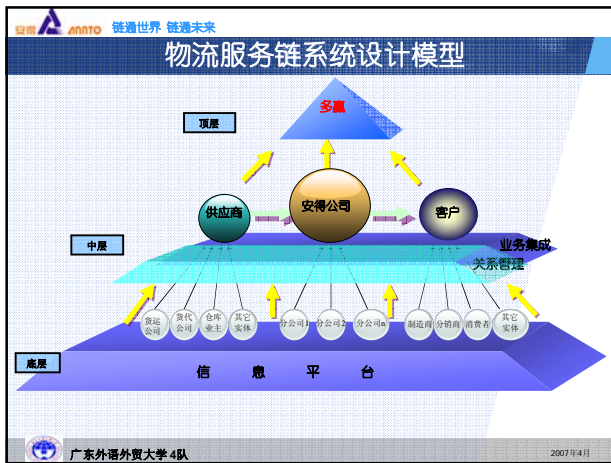 安得 ANNTO 链通世界 链通未来
物流服务链系统设计模型
多赢
顶层
供应商
安得公司
客户
中层
业务集成
关系管理
货运公司
货代公司
仓库业主
其它实体
分公司1
分公司2
分公司n
制造商
分销商
消费者
其它实体
底层
信 息 平 台
广东外语外贸大学 4队
2007年4月